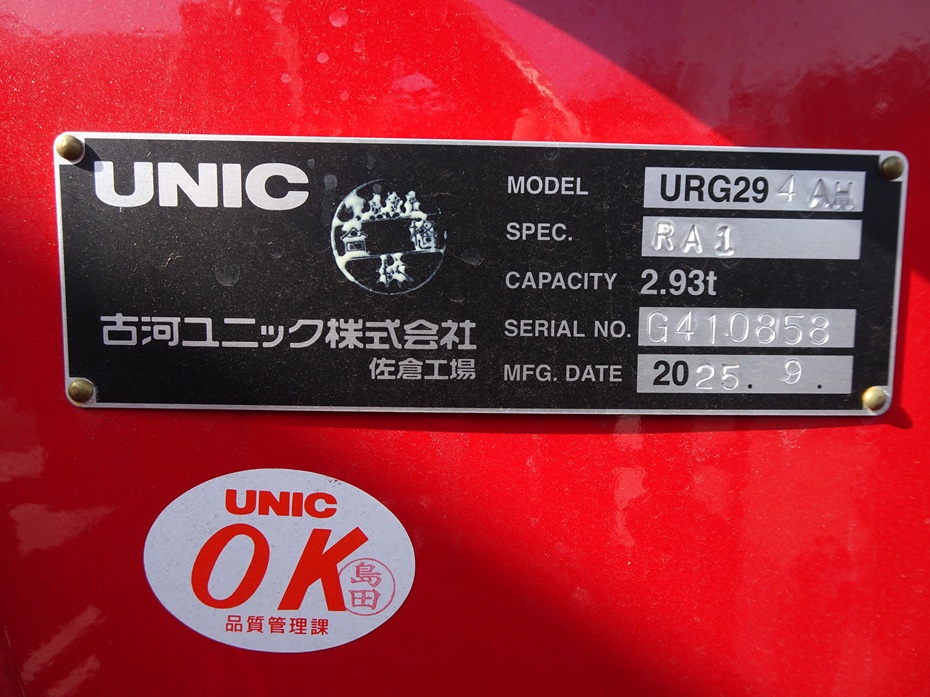 UNIC
MODEL URG294AH
SPEC. RA1
CAPACITY 2.93t
古河ユニック株式会社
SERIAL NO. G410858
佐倉工場
MFG. DATE 2025.9.
UNIC
OK
島田
品質管理課